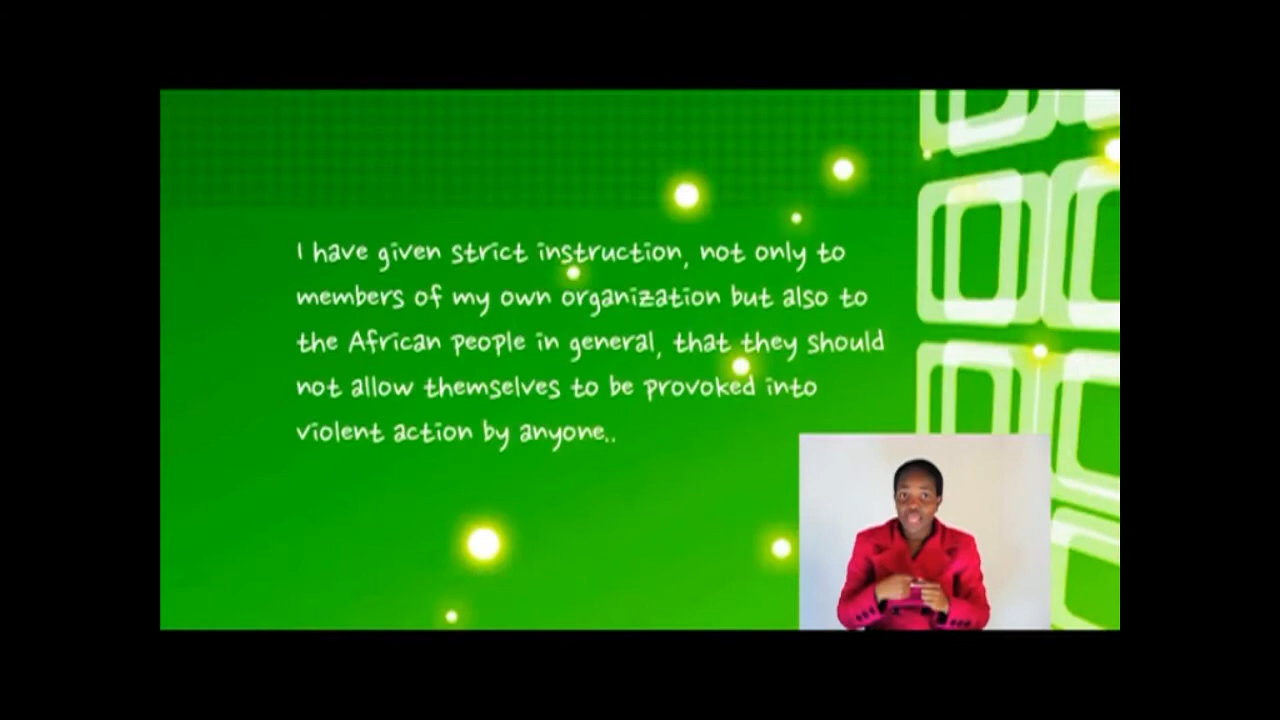 I have given strict instruction, not only to
members of my own organization but also to
the African people in general, that they should
not allow themselves to be provoked into
violent action by anyone..